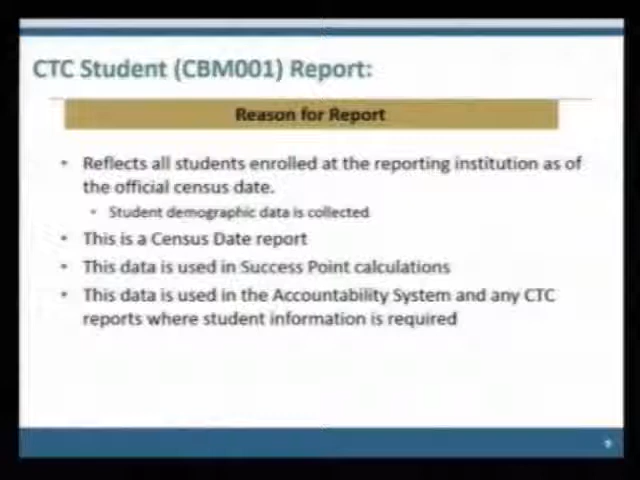 CTC Student (CBM001) Report:
Reason for Report
• Reflects all students enrolled at the reporting institution as of
the official census date.
• Student demographic data is collected
• This is a Census Date report
• This data is used in Success Point calculations
• This data is used in the Accountability System and any CTC
reports where student information is required